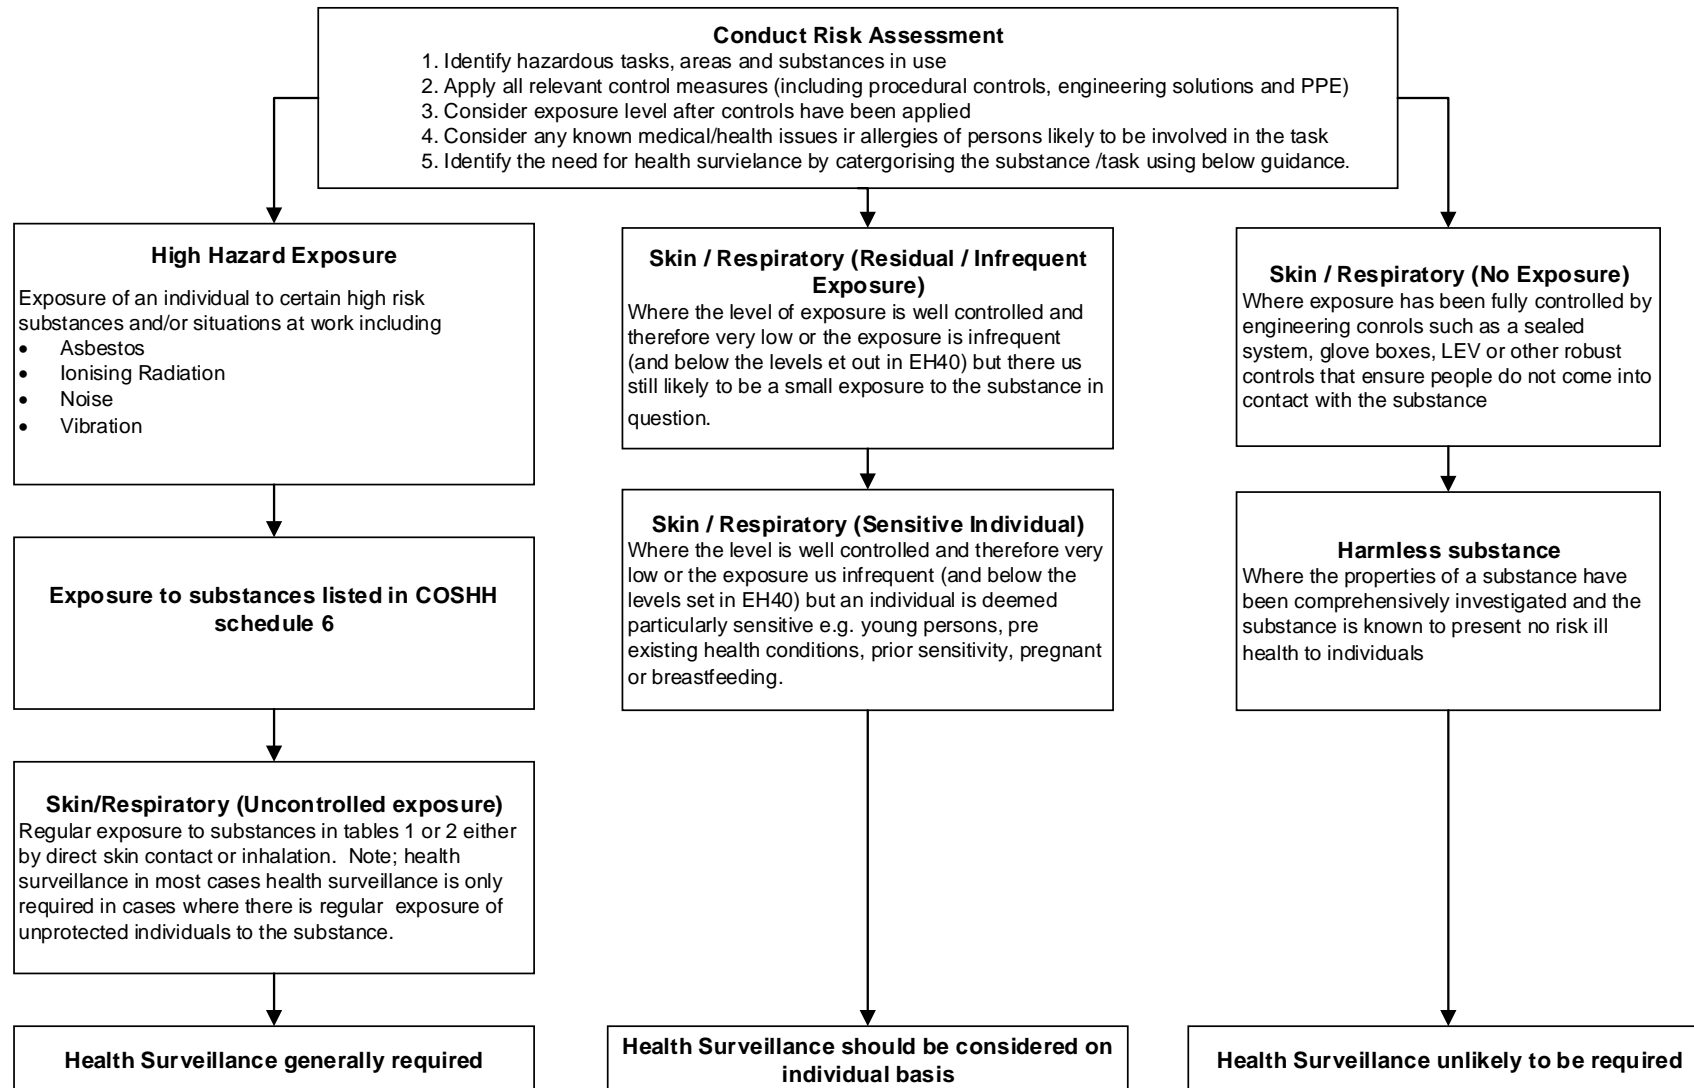 Conduct Risk Assessment
1. Identify hazardous tasks, areas and substances in use
2. Apply all relevant control measures (including procedural controls, engineering solutions and PPE)
3. Consider exposure level after controls have been applied
4. Consider any known medical/health issues ir allergies of persons likely to be involved in the task
5. Identify the need for health survielance by catergorising the substance /task using below guidance.
High Hazard Exposure
Exposure of an individual to certain high risk
substances and/or situations at work including
• Asbestos
• Ionising Radiation
• Noise
• Vibration
Exposure to substances listed in COSHH
schedule 6
Skin/Respiratory (Uncontrolled exposure)
Regular exposure to substances in tables 1 or 2 either
by direct skin contact or inhalation. Note; health
surveillance in most cases health surveillance is only
required in cases where there is regular exposure of
unprotected individuals to the substance.
Health Surveillance generally required
Skin / Respiratory (Residual / Infrequent
Exposure)
Where the level of exposure is well controlled and
therefore very low or the exposure is infrequent
(and below the levels et out in EH40) but there us
still likely to be a small exposure to the substance in
question.
Skin / Respiratory (Sensitive Individual)
Where the level is well controlled and therefore very
low or the exposure us infrequent (and below the
levels set in EH40) but an individual is deemed
particularly sensitive e.g. young persons, pre
existing health conditions, prior sensitivity, pregnant
or breastfeeding.
Health Surveillance should be considered on
individual basis
Skin / Respiratory (No Exposure)
Where exposure has been fully controlled by
engineering conrols such as a sealed
system, glove boxes, LEV or other robust
controls that ensure people do not come into
contact with the substance
Harmless substance
Where the properties of a substance have
been comprehensively investigated and the
substance is known to present no risk ill
health to individuals
Health Surveillance unlikely to be required